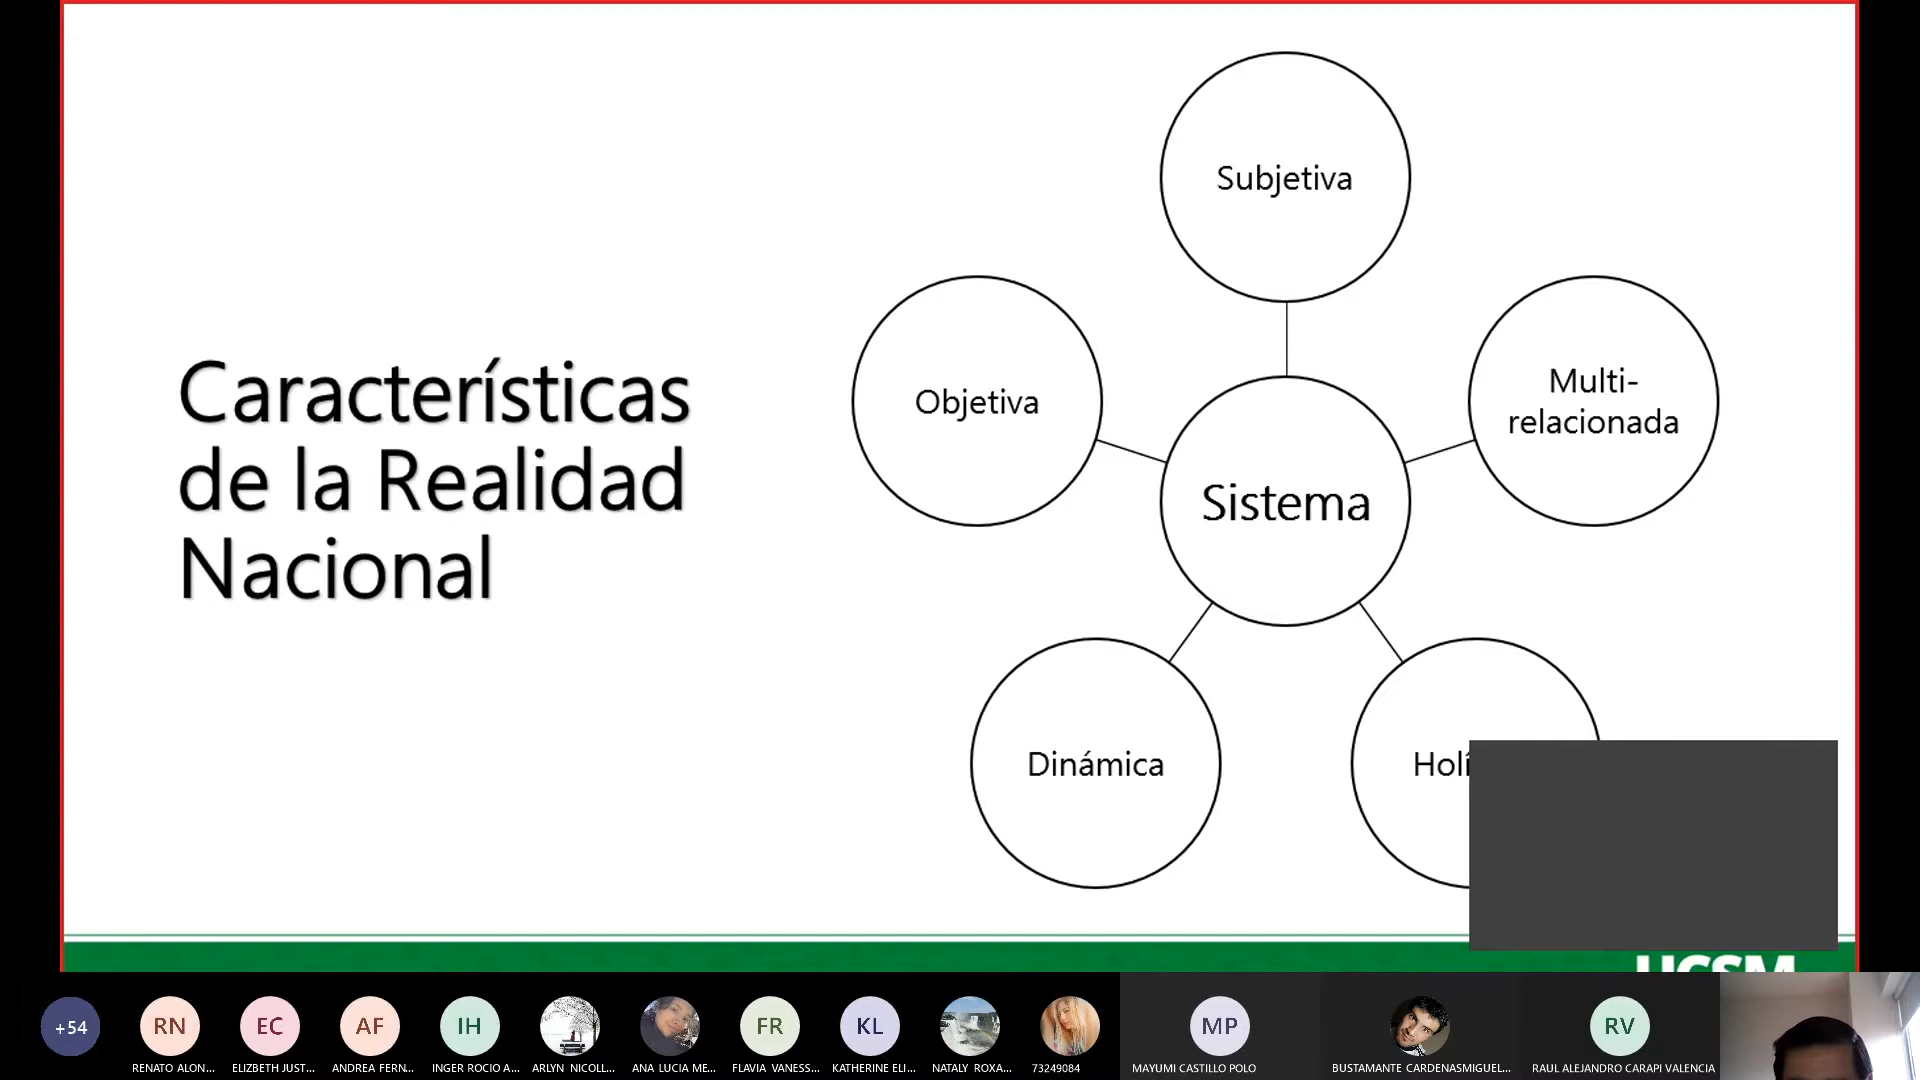 Características
de la Realidad
Nacional
Subjetiva
Objetiva
Multi-
relacionada
Sistema
Dinámica
UCSM
+54
RN
EC
AF
IH
FR
KL
MP
RV
RENATO ALON...
ELIZBETH JUST...
ANDREA FERN...
INGER ROCIO A...
ARLYN NICOLL...
ANA LUCIA ME...
FLAVIA VANESS...
KATHERINE ELI...
NATALY ROXA...
73249084
MAYUMI CASTILLO POLO
BUSTAMANTE CARDENASMIGUEL...
RAUL ALEJANDRO CARAPI VALENCIA